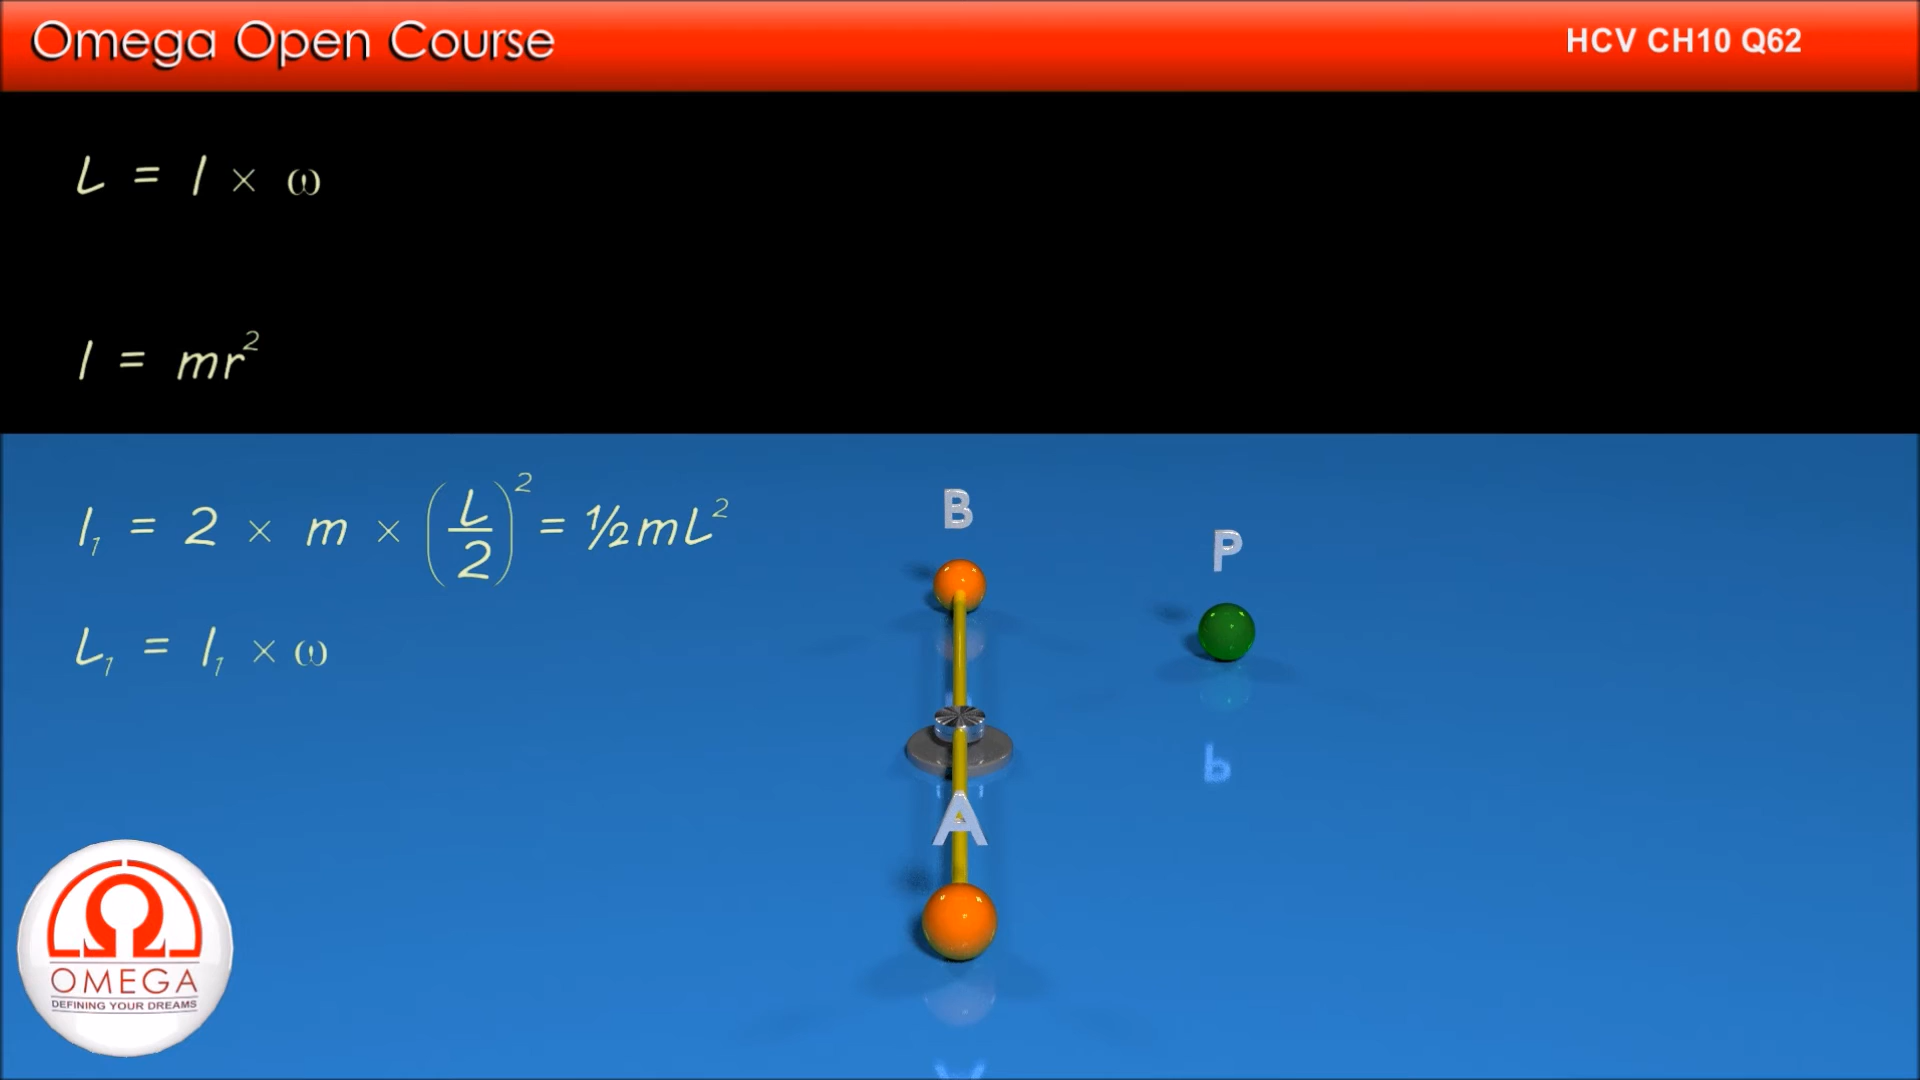 Omega Open Course
HCV CH10 Q62
L = I × ω
I = mr²
I₁ = 2 × m × (L/2)² = ½mL²
L₁ = I₁ × ω
B
P
A
OMEGA
DEFINING YOUR DREAMS